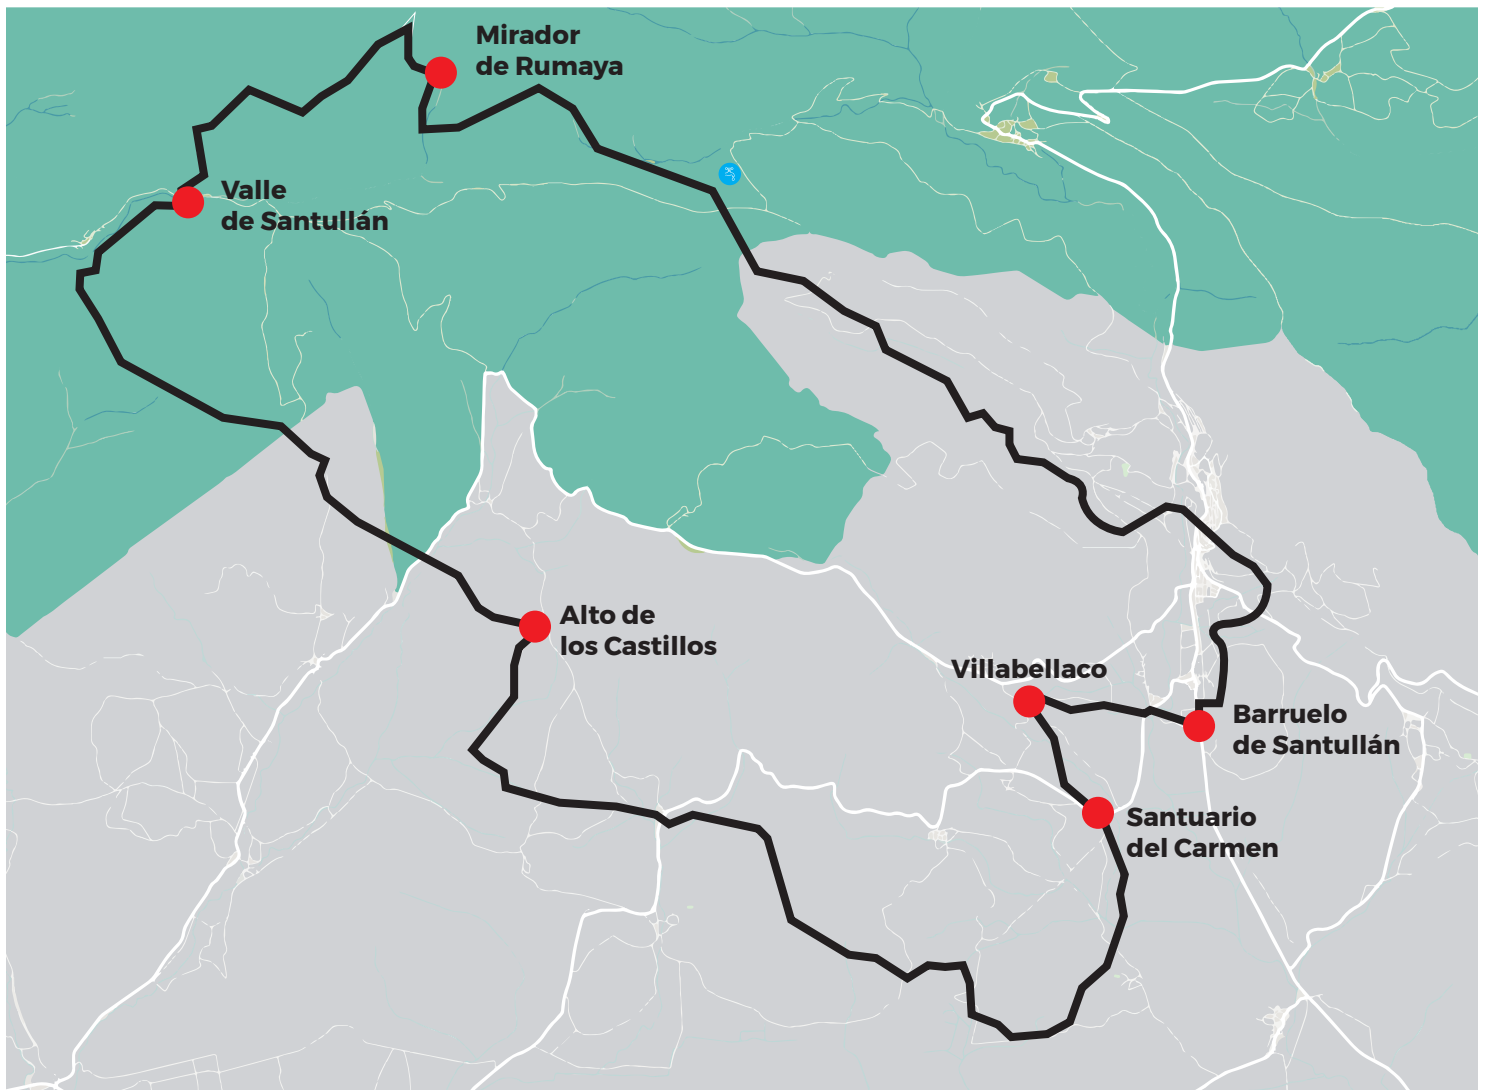 Mirador
de Rumaya
Valle
de Santullán
Alto de
los Castillos
Villabellaco
Barruelo
de Santullán
Santuario
del Carmen